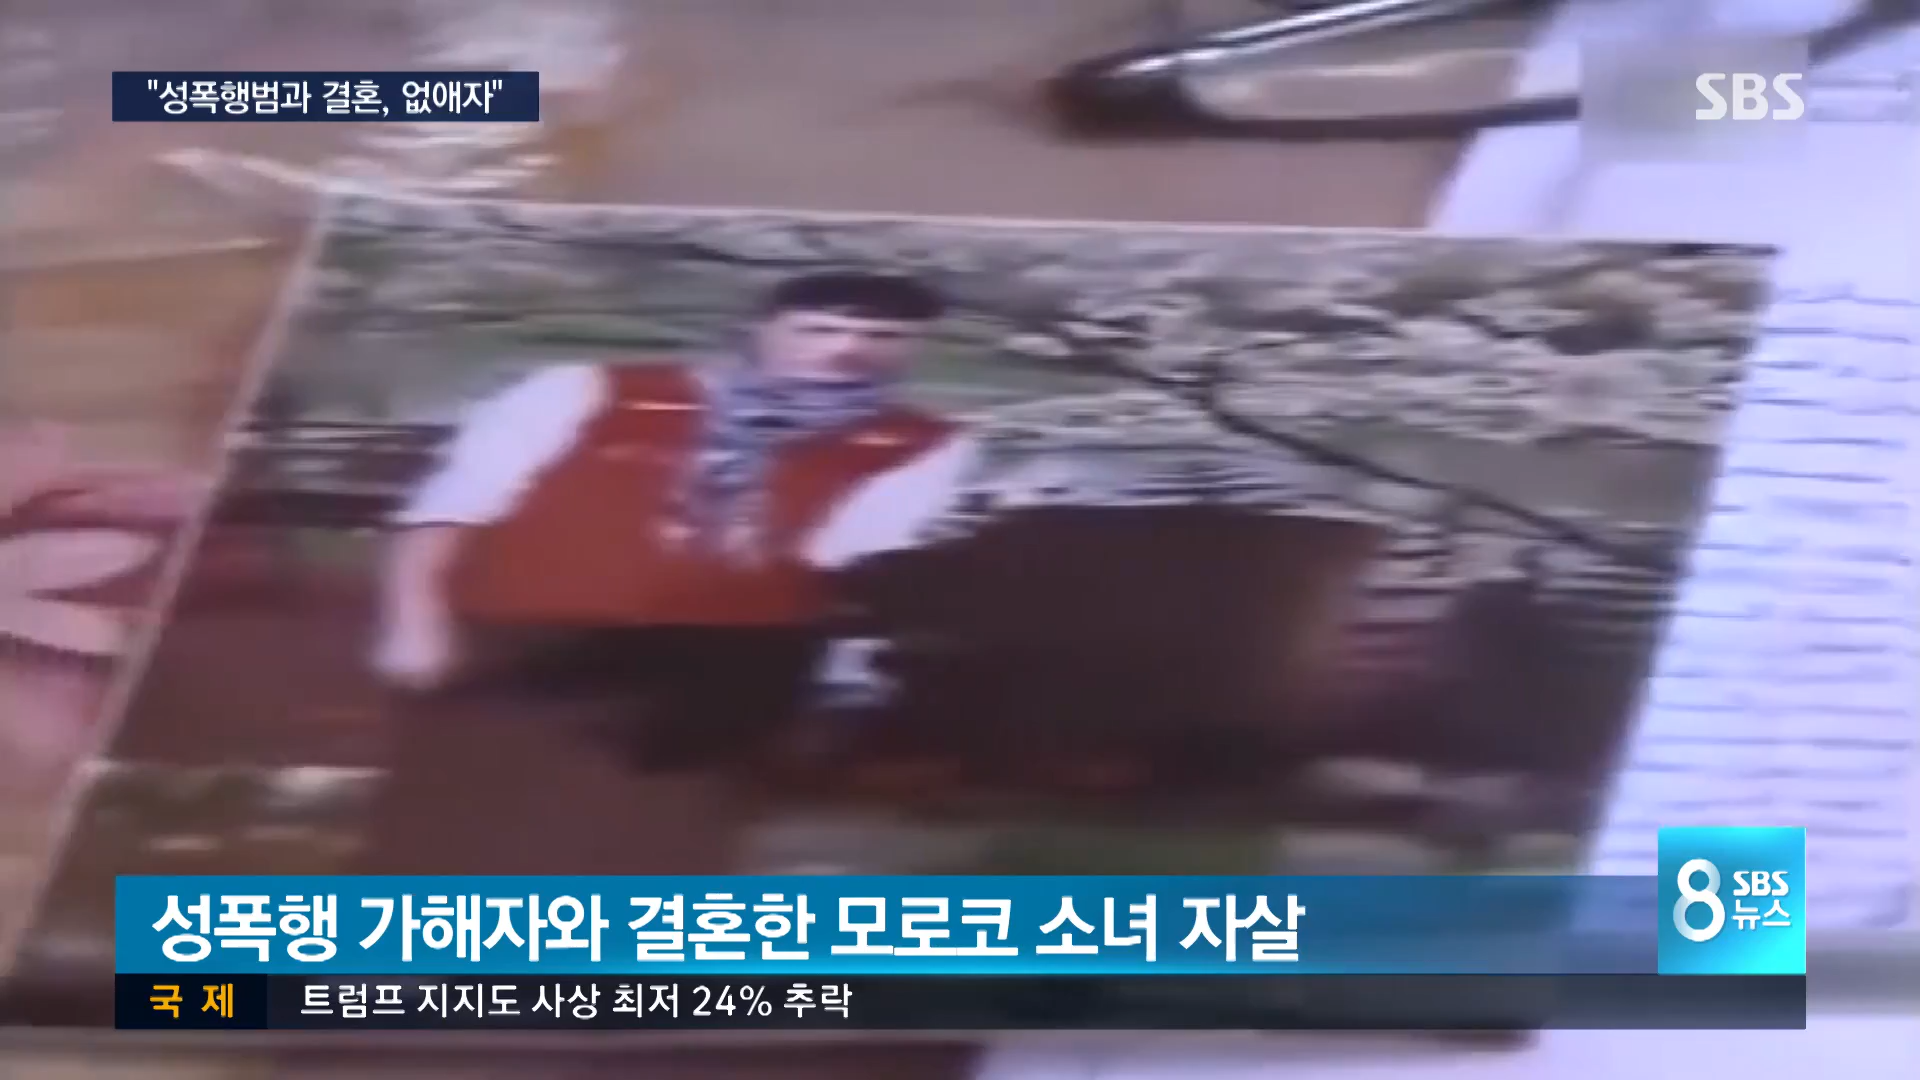 "성폭행범과 결혼, 없애자"
SBS
성폭행 가해자와 결혼한 모로코 소녀 자살
8 SBS 뉴스
국 제
트럼프 지지도 사상 최저 24% 추락